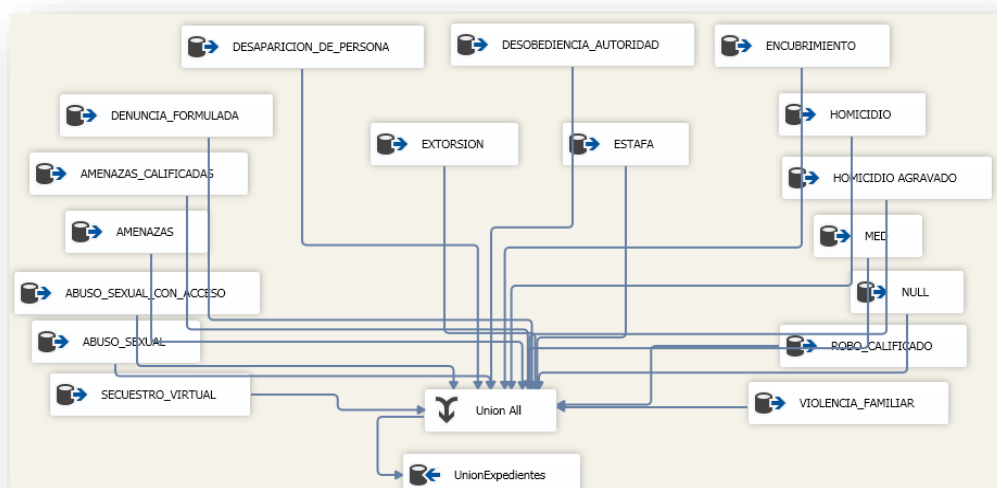 DESAPARICION_DE_PERSONA
DESOBEDIENCIA_AUTORIDAD
ENCUBRIMIENTO
DENUNCIA_FORMULADA
HOMICIDIO
EXTORSION
ESTAFA
AMENAZAS_CALIFICADAS
HOMICIDIO AGRAVADO
AMENAZAS
MED
ABUSO_SEXUAL_CON_ACCESO
NULL
ABUSO_SEXUAL
ROBO_CALIFICADO
SECUESTRO_VIRTUAL
VIOLENCIA_FAMILIAR
Union All
UnionExpedientes